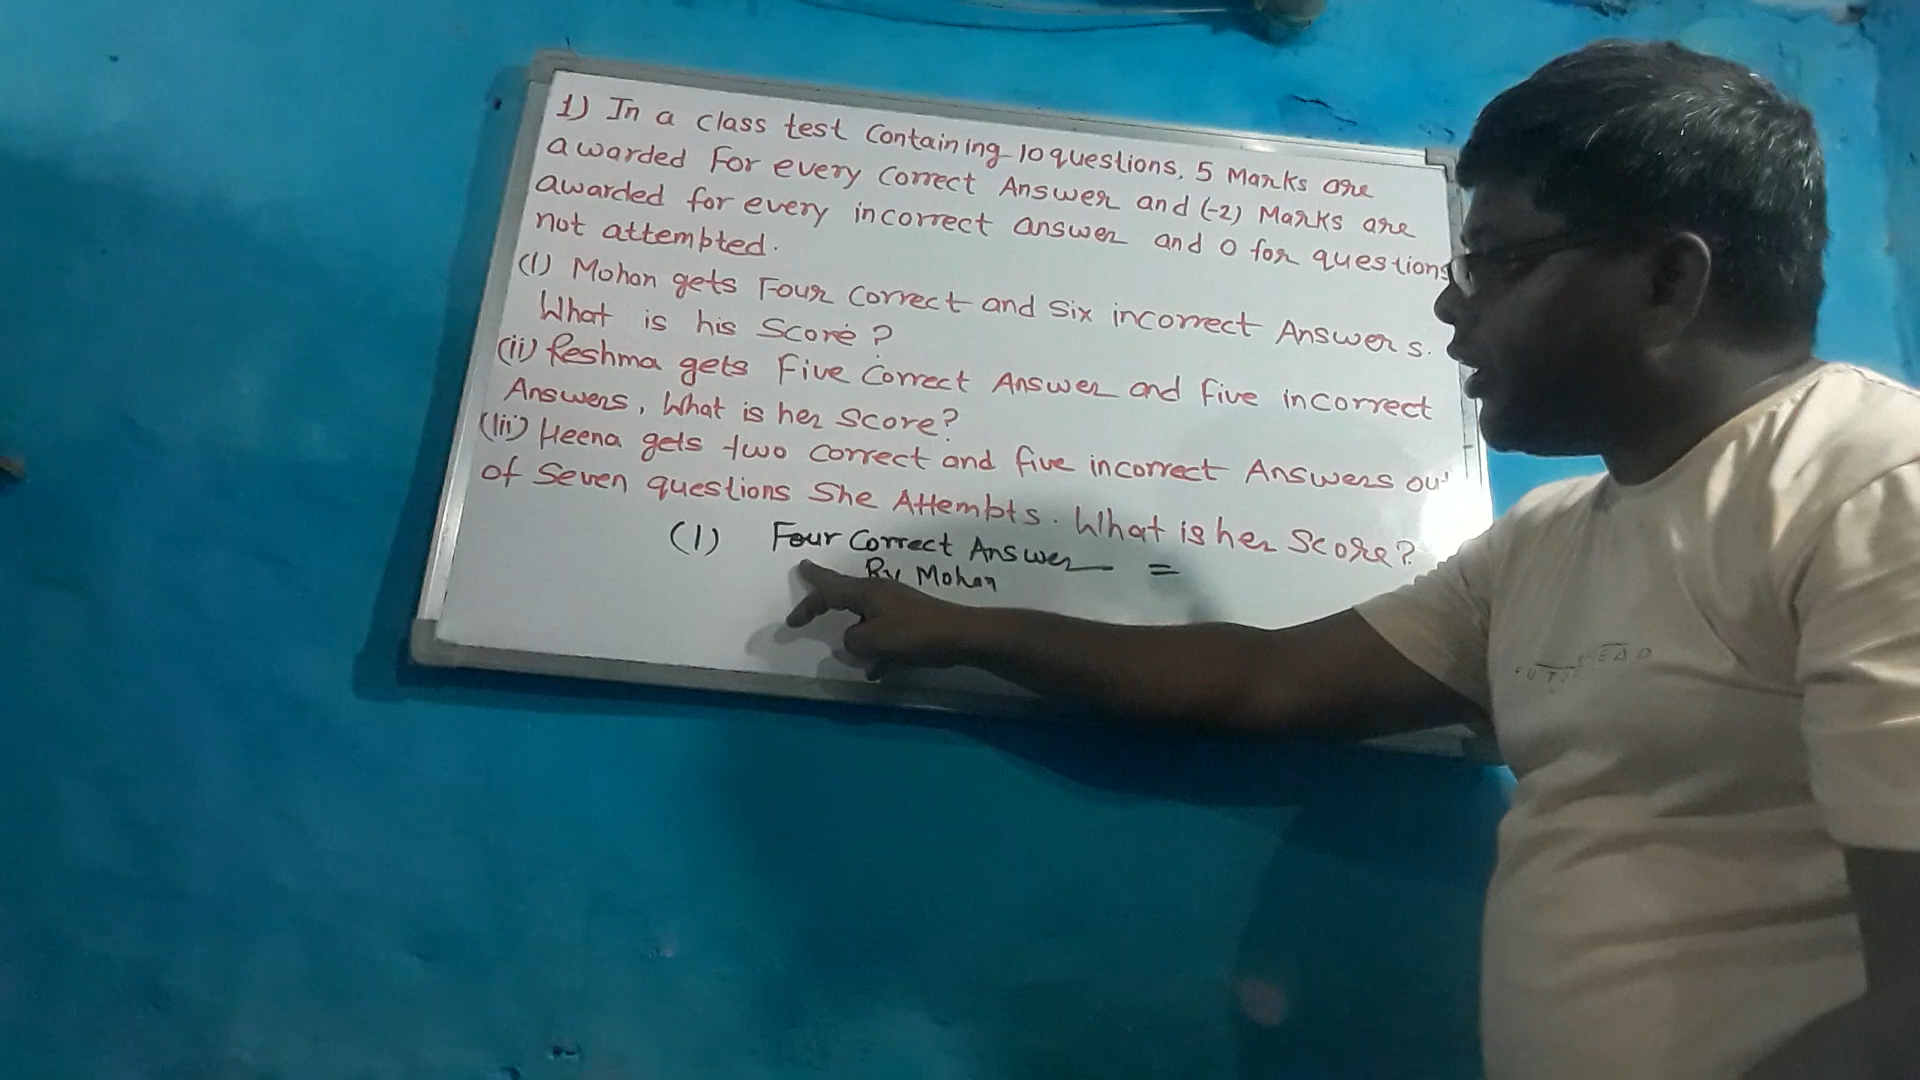 1) In a class test containing 10 questions, 5 Marks are
awarded For every correct Answer and (-2) Marks are
awarded for every incorrect answer and 0 for questions
not attempted.
(1) Mohan gets Four correct and six incorrect Answers.
What is his Score?
(ii) Reshma gets Five correct Answer and five incorrect
Answers, What is her score?
(iii) Heena gets two correct and five incorrect Answers out
of Seven questions She Attempts. What is her Score?
(1) Four Correct Answer =
By Mohan